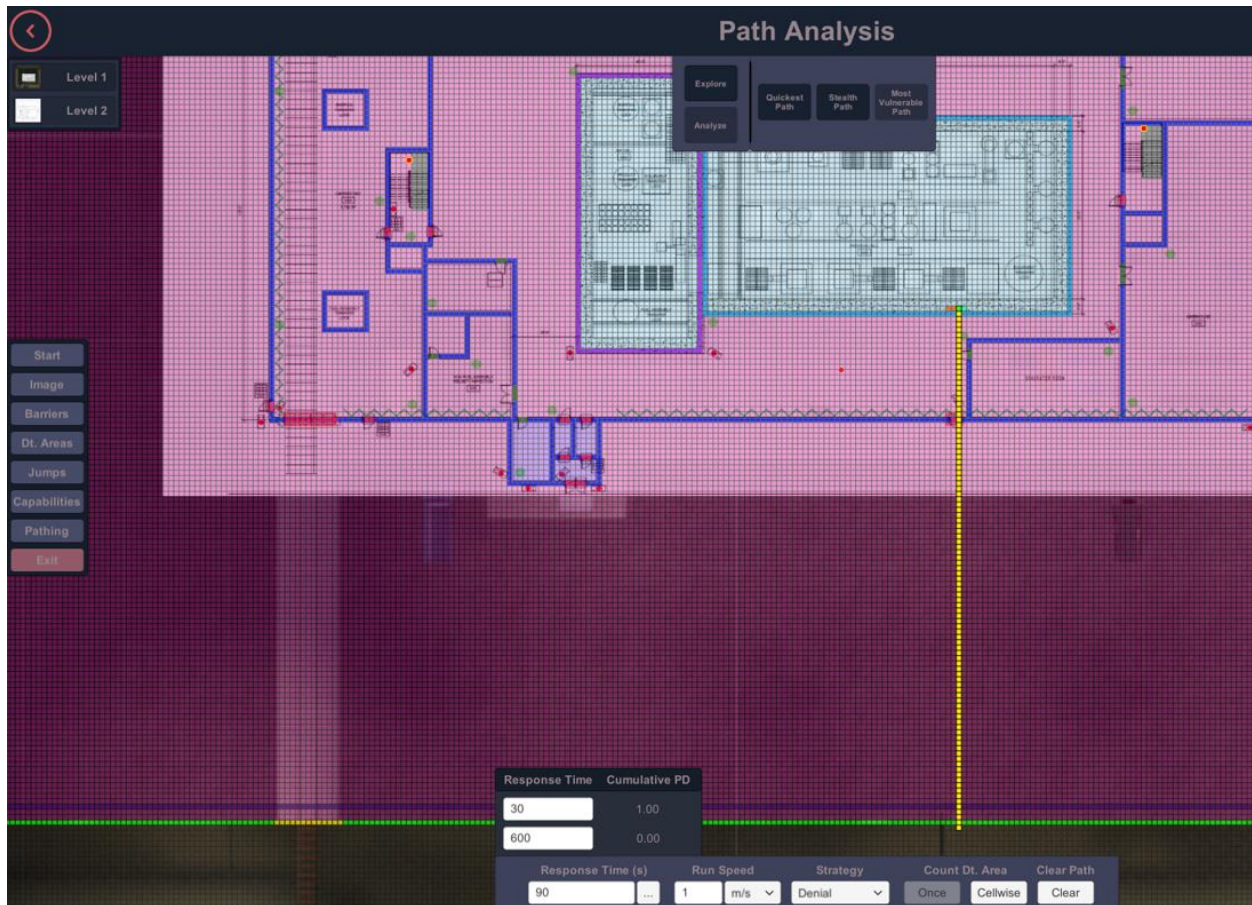 Path Analysis
Level 1
Level 2
Explore
Analyze
Quickest
Path
Stealth
Path
Most
Vulnerable
Path
Start
Image
Barriers
Dt. Areas
Jumps
Capabilities
Pathing
Exit
Response Time Cumulative PD
30 1.00
600 0.00
Response Time (s) Run Speed Strategy Count Dt. Area Clear Path
90 ... 1 m/s Denial Once Cellwise Clear